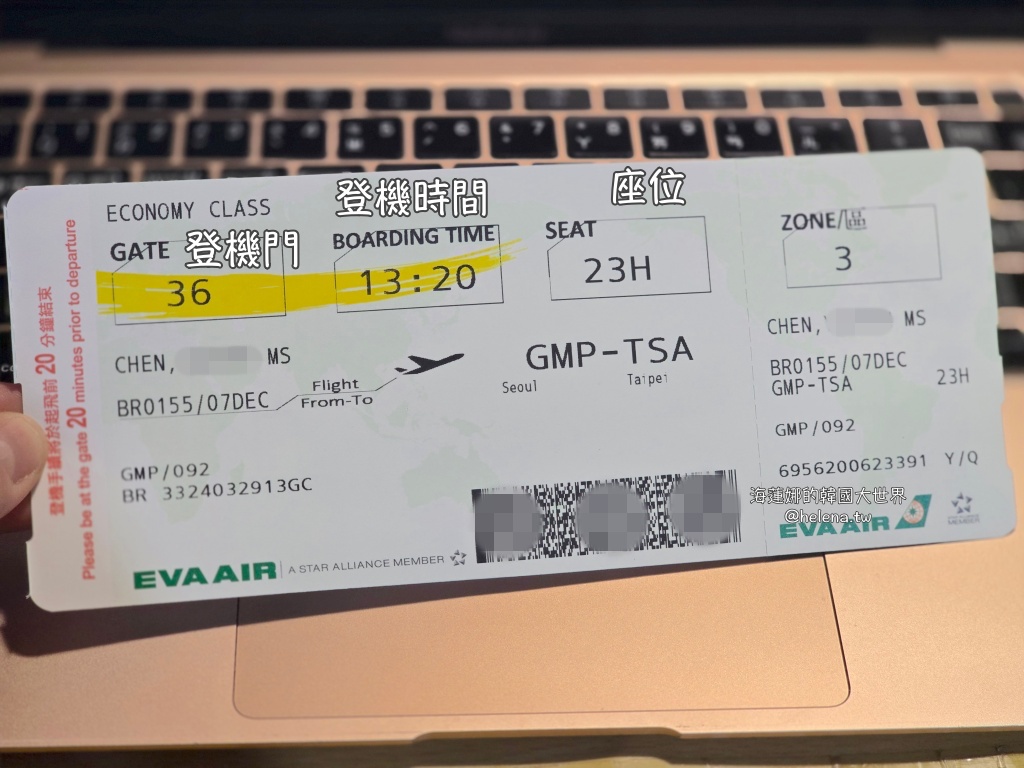 登機手續將於起飛前 20 分鐘結束
Please be at the gate 20 minutes prior to departure
ECONOMY CLASS
GATE 登機門
36
登機時間
BOARDING TIME
13:20
座位
SEAT
23H
CHEN, MS
BR0155/07DEC
Flight
From-To
GMP-TSA
Seoul Taipei
GMP/092
BR 3324032913GC
EVA AIR A STAR ALLIANCE MEMBER
ZONE/區
3
CHEN, MS
BR0155/07DEC
GMP-TSA 23H
GMP/092
6956200623391 Y/Q
海蓮娜的韓國大世界
@helena.tw
EVA AIR